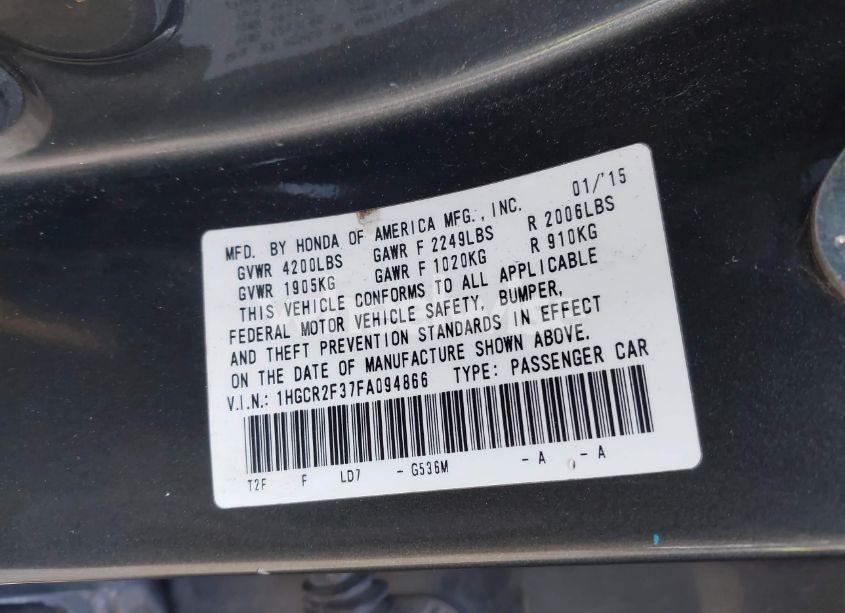 MFD. BY HONDA OF AMERICA MFG., INC. 01/'15
GVWR 4200LBS GAWR F 2249LBS R 2006LBS
GVWR 1905KG GAWR F 1020KG R 910KG
THIS VEHICLE CONFORMS TO ALL APPLICABLE
FEDERAL MOTOR VEHICLE SAFETY, BUMPER,
AND THEFT PREVENTION STANDARDS IN EFFECT
ON THE DATE OF MANUFACTURE SHOWN ABOVE.
V.I.N.: 1HGCR2F37FA094866 TYPE: PASSENGER CAR
T2F F LD7 - G536M - A - A